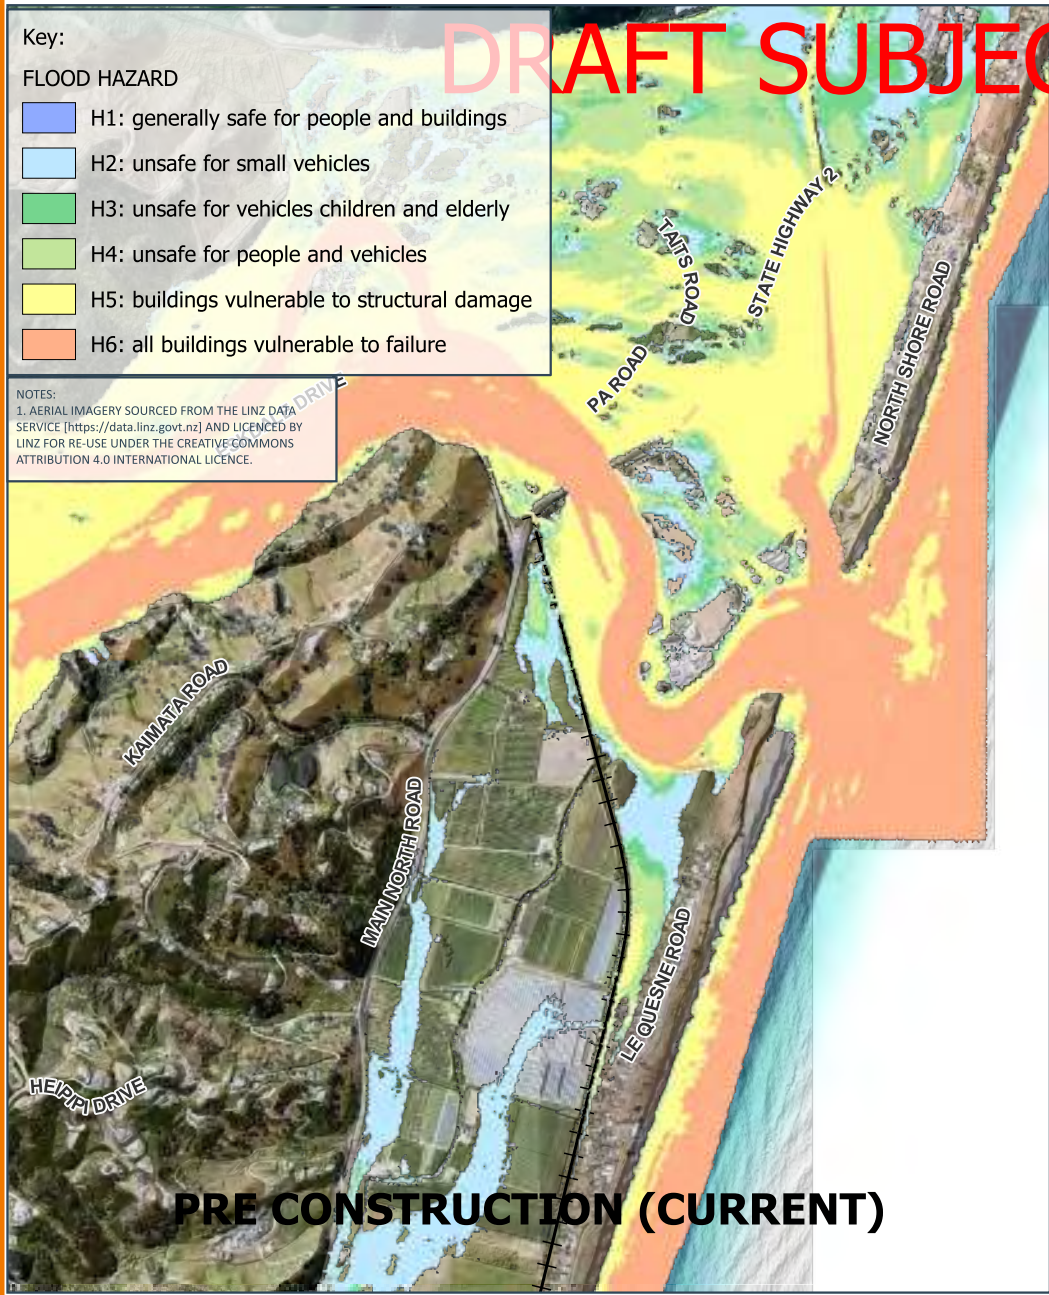 DRAFT SUBJEC
Key:
FLOOD HAZARD
H1: generally safe for people and buildings
H2: unsafe for small vehicles
H3: unsafe for vehicles children and elderly
H4: unsafe for people and vehicles
H5: buildings vulnerable to structural damage
H6: all buildings vulnerable to failure
NOTES:
1. AERIAL IMAGERY SOURCED FROM THE LINZ DATA
SERVICE [https://data.linz.govt.nz] AND LICENCED BY
LINZ FOR RE-USE UNDER THE CREATIVE COMMONS
ATTRIBUTION 4.0 INTERNATIONAL LICENCE.
STATE HIGHWAY 2
TAITS ROAD
NORTH SHORE ROAD
PA ROAD
DRIVE
KAIMATA ROAD
MAIN NORTH ROAD
LE QUESNE ROAD
HEIPIPI DRIVE
PRE CONSTRUCTION (CURRENT)